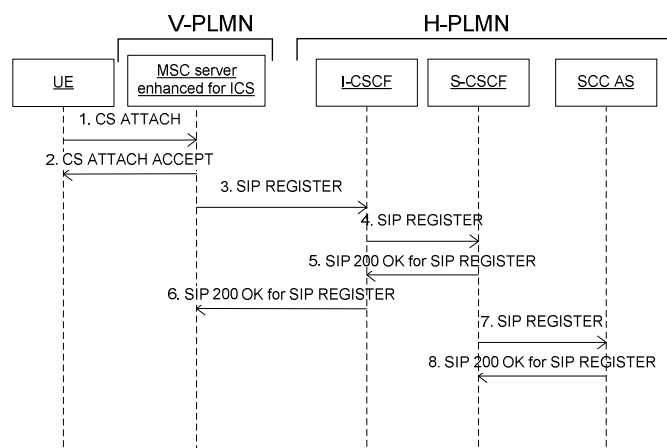 V-PLMN
H-PLMN
UE
MSC server
enhanced for ICS
I-CSCF
S-CSCF
SCC AS
1. CS ATTACH
2. CS ATTACH ACCEPT
3. SIP REGISTER
4. SIP REGISTER
5. SIP 200 OK for SIP REGISTER
6. SIP 200 OK for SIP REGISTER
7. SIP REGISTER
8. SIP 200 OK for SIP REGISTER